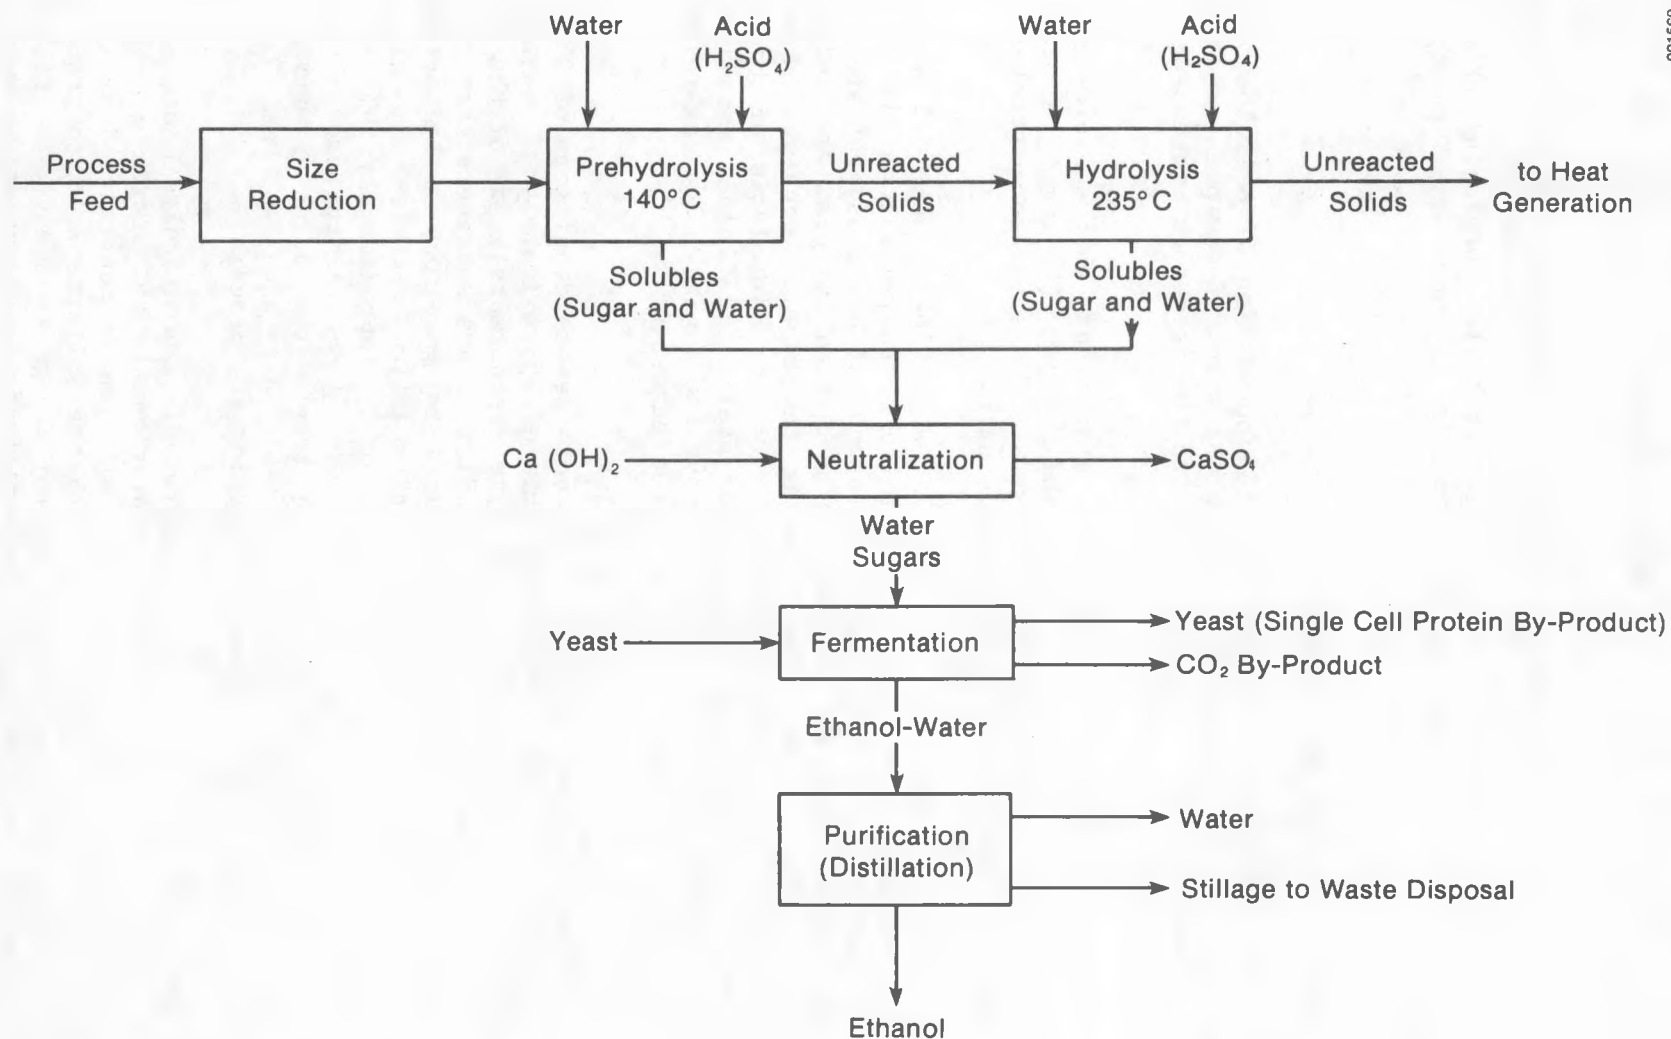 Water
Acid
(H₂SO₄)
Water
Acid
(H₂SO₄)
Process
Feed
Size
Reduction
Prehydrolysis
140°C
Unreacted
Solids
Hydrolysis
235°C
Unreacted
Solids
to Heat
Generation
Solubles
(Sugar and Water)
Solubles
(Sugar and Water)
Ca (OH)₂
Neutralization
CaSO₄
Water
Sugars
Yeast
Fermentation
Yeast (Single Cell Protein By-Product)
CO₂ By-Product
Ethanol-Water
Purification
(Distillation)
Water
Stillage to Waste Disposal
Ethanol